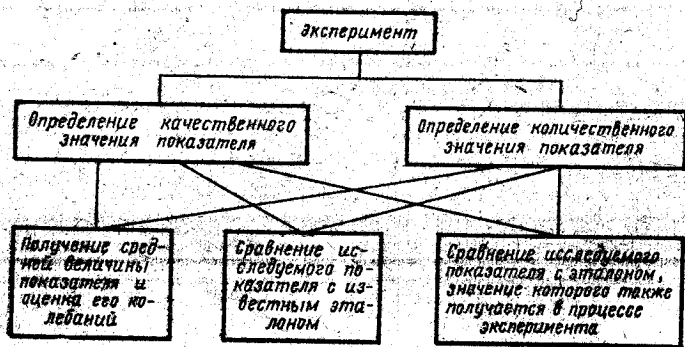 Эксперимент
Определение качественного
значения показателя
Определение количественного
значения показателя
Получение сред-
ней величины
показателя и
оценка его ко-
лебаний
Сравнение ис-
следуемого по-
казателя с из-
вестным эта-
лоном
Сравнение исследуемого
показателя с эталоном,
значение которого также
получается в процессе
эксперимента